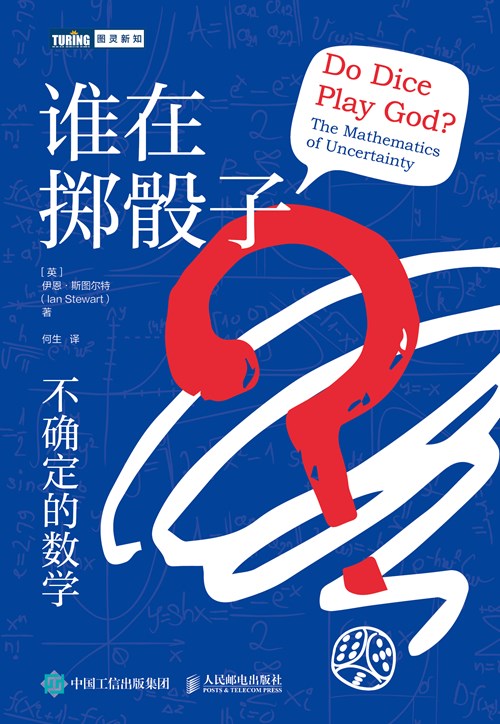 TURING 图灵新知
Do Dice
Play God?
The Mathematics
of Uncertainty
谁在
掷骰子
[英]
伊恩·斯图尔特
(Ian Stewart)
著
何生 译
不确定的数学
中国工信出版集团
人民邮电出版社
POSTS & TELECOM PRESS